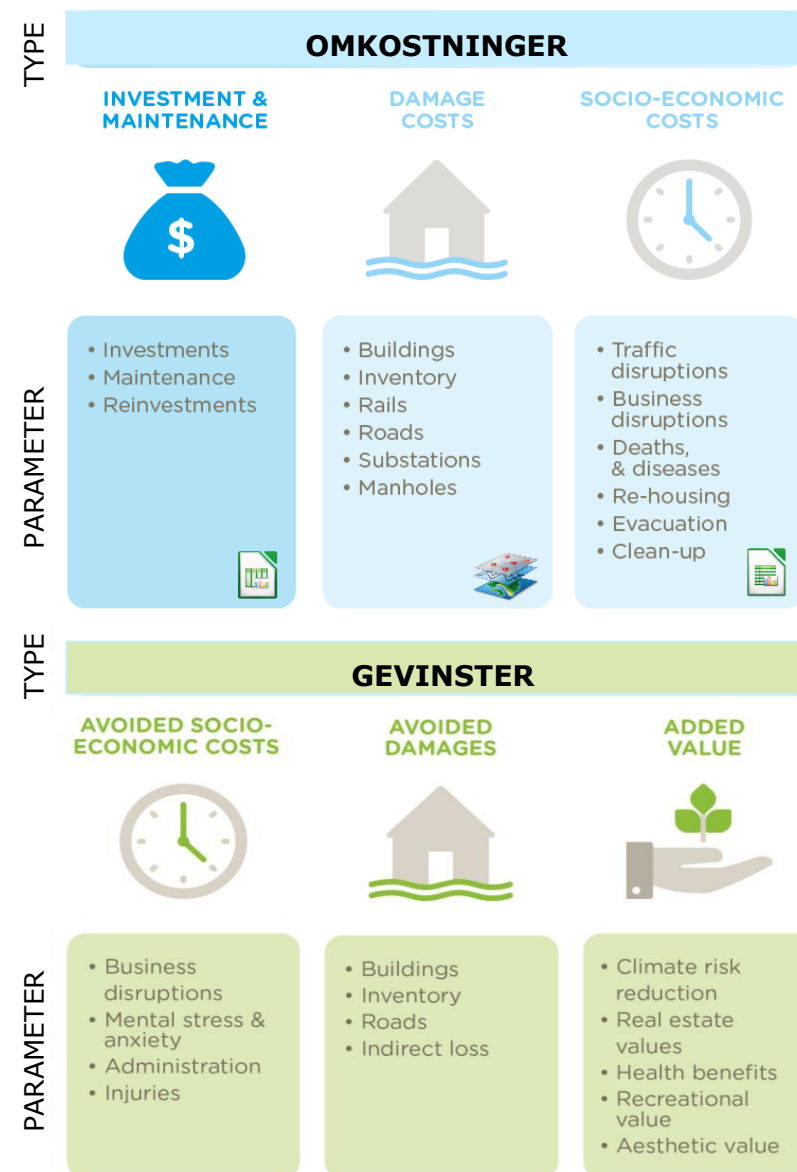 TYPE
OMKOSTNINGER
INVESTMENT &
MAINTENANCE
DAMAGE
COSTS
SOCIO-ECONOMIC
COSTS
$
PARAMETER
• Investments
• Maintenance
• Reinvestments
• Buildings
• Inventory
• Rails
• Roads
• Substations
• Manholes
• Traffic
disruptions
• Business
disruptions
• Deaths,
& diseases
• Re-housing
• Evacuation
• Clean-up
TYPE
GEVINSTER
AVOIDED SOCIO-
ECONOMIC COSTS
AVOIDED
DAMAGES
ADDED
VALUE
PARAMETER
• Business
disruptions
• Mental stress &
anxiety
• Administration
• Injuries
• Buildings
• Inventory
• Roads
• Indirect loss
• Climate risk
reduction
• Real estate
values
• Health benefits
• Recreational
value
• Aesthetic value